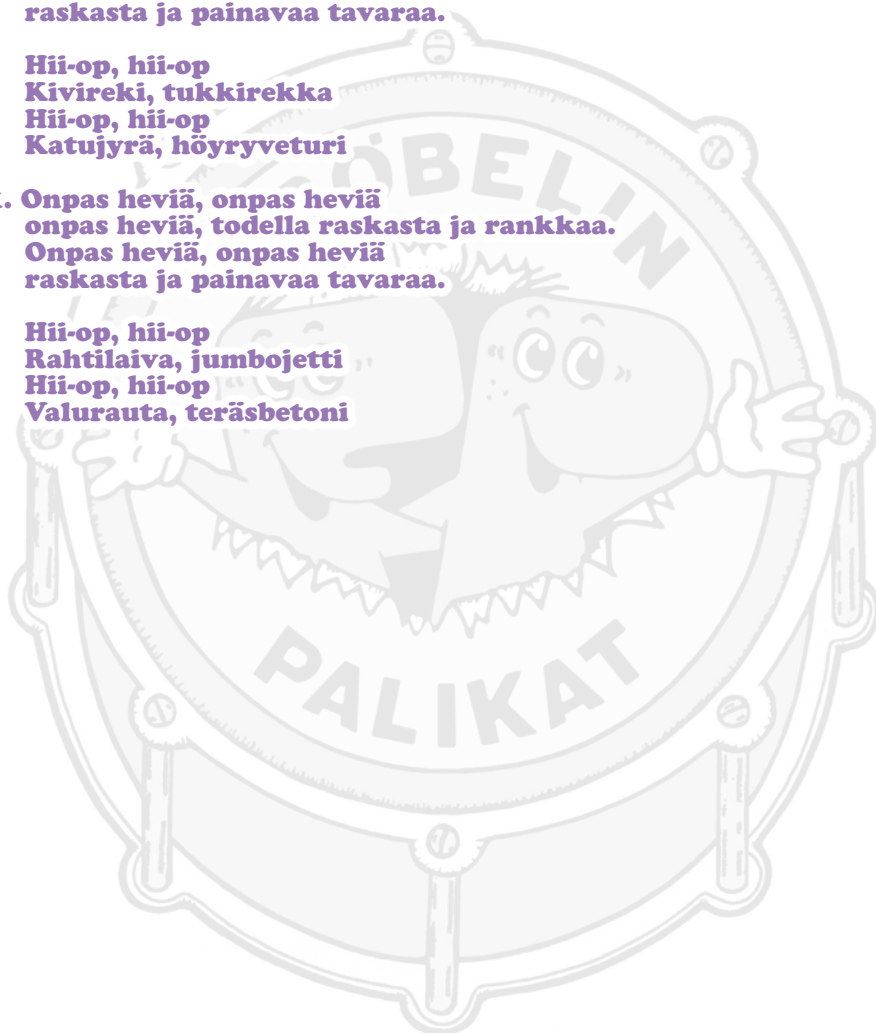 raskasta ja painavaa tavaraa.
Hii-op, hii-op
Kivireki, tukkirekka
Hii-op, hii-op
Katujyrä, höyryveturi
. Onpas heviä, onpas heviä
onpas heviä, todella raskasta ja rankkaa.
Onpas heviä, onpas heviä
raskasta ja painavaa tavaraa.
Hii-op, hii-op
Rahtilaiva, jumbojetti
Hii-op, hii-op
Valurauta, teräsbetoni
PALIKAT